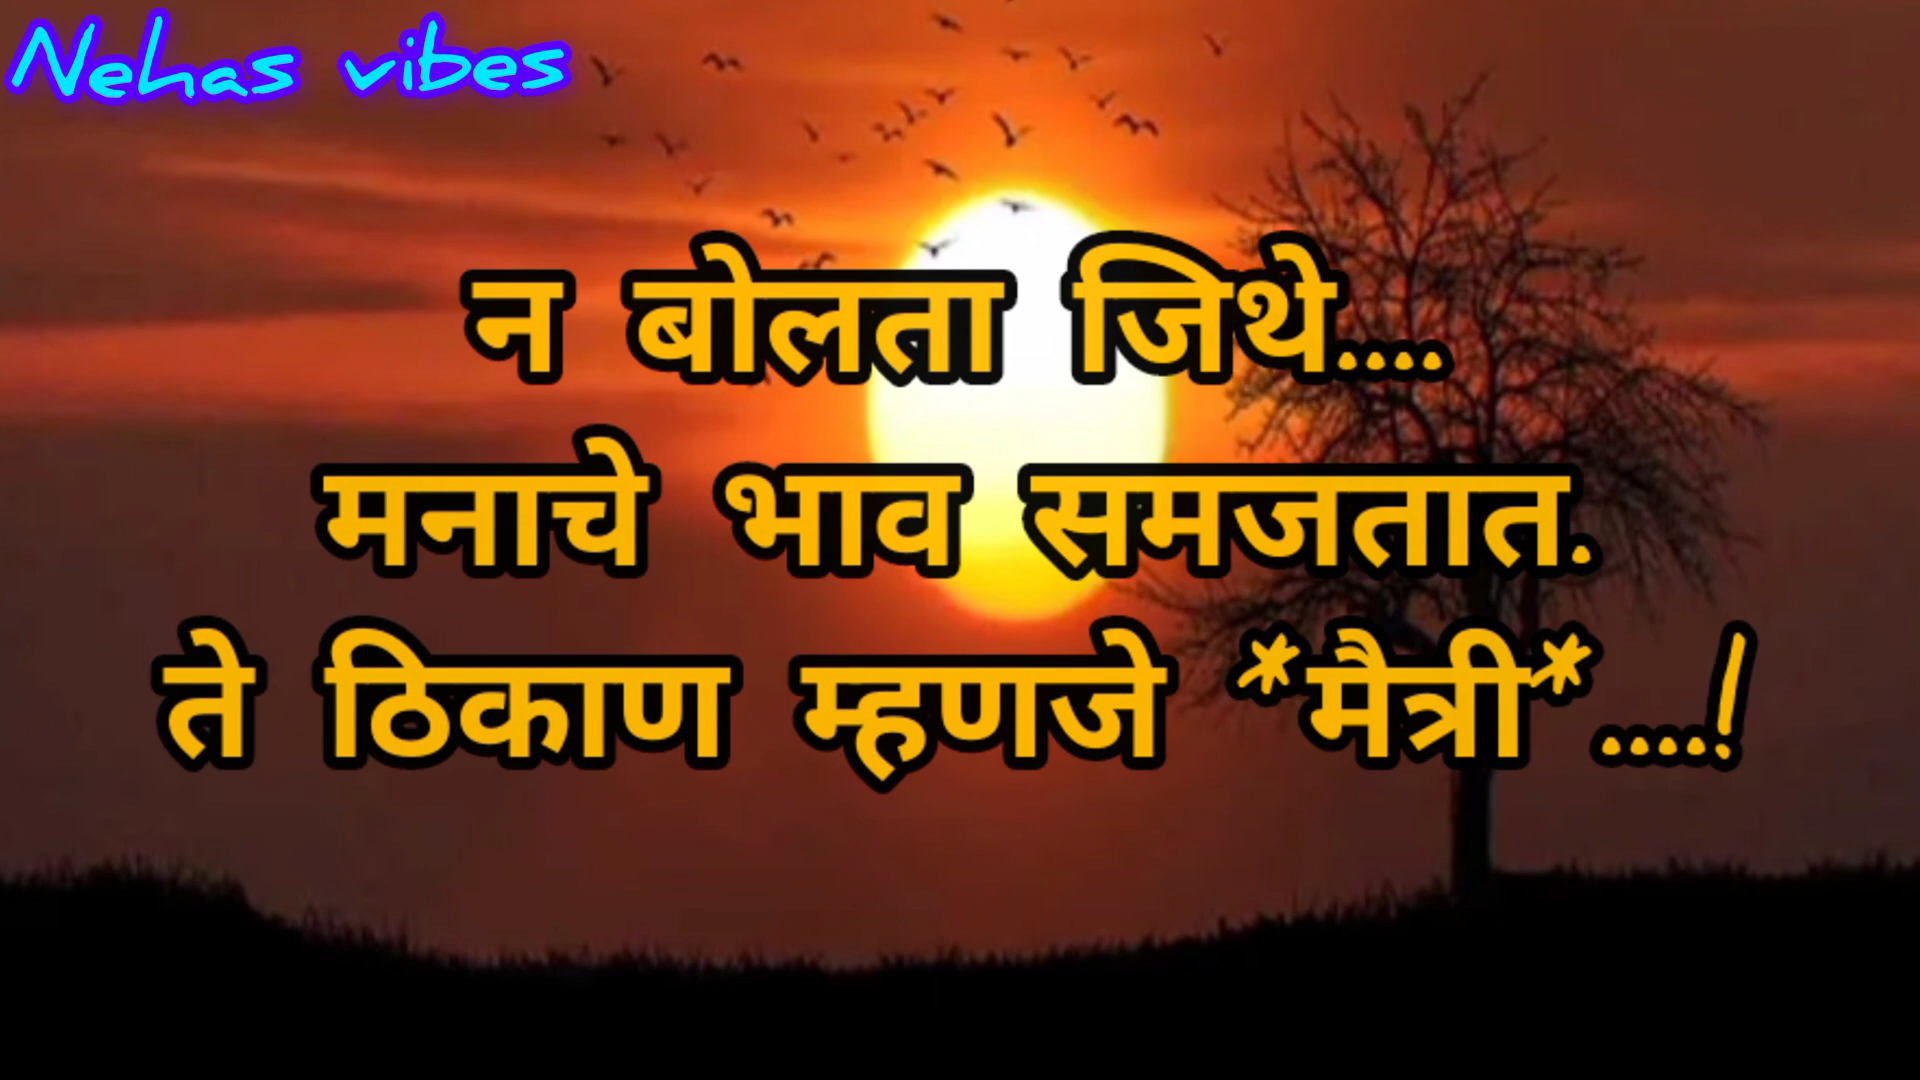 Nehas vibes
न बोलता जिथे....
मनाचे भाव समजतात.
ते ठिकाण म्हणजे *मैत्री*....!